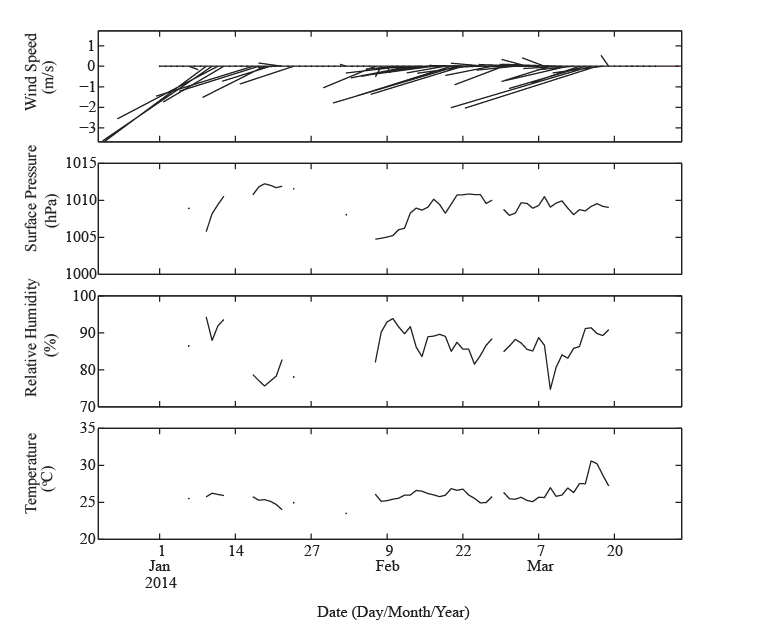 Wind Speed
(m/s)
1
0
−1
−2
−3
Surface Pressure
(hPa)
1015
1010
1005
1000
Relative Humidity
(%)
100
90
80
70
Temperature
(°C)
35
30
25
20
1 14 27 9 22 7 20
Jan Feb Mar
2014
Date (Day/Month/Year)